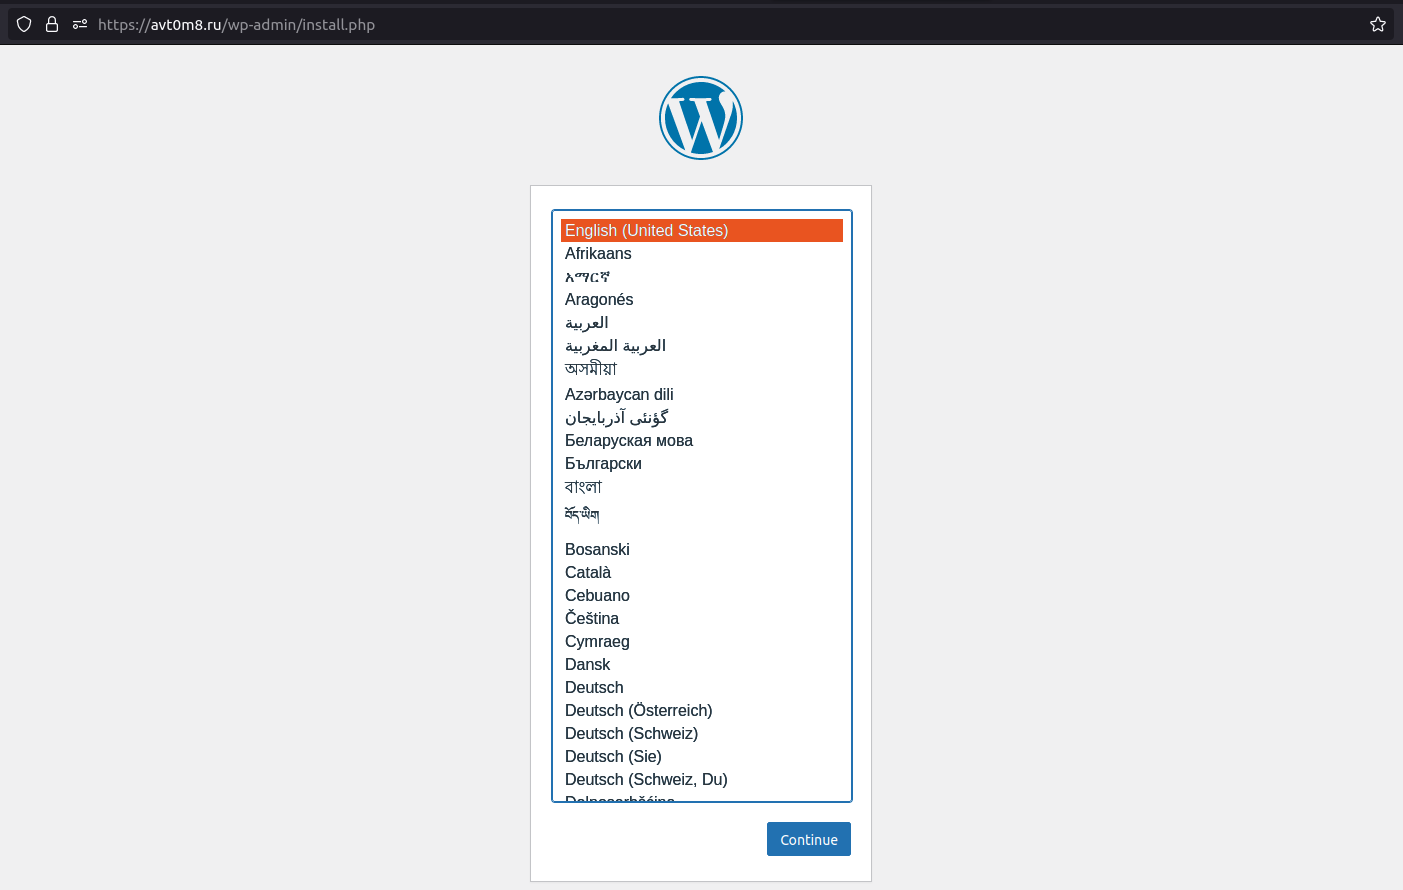 https://avt0m8.ru/wp-admin/install.php
English (United States)
Afrikaans
አማርኛ
Aragonés
العربية
العربية المغربية
অসমীয়া
Azərbaycan dili
گؤنئی آذربایجان
Беларуская мова
Български
বাংলা
བོད་ཡིག
Bosanski
Català
Cebuano
Čeština
Cymraeg
Dansk
Deutsch
Deutsch (Österreich)
Deutsch (Schweiz)
Deutsch (Sie)
Deutsch (Schweiz, Du)
Dolnoserbšćina
Continue